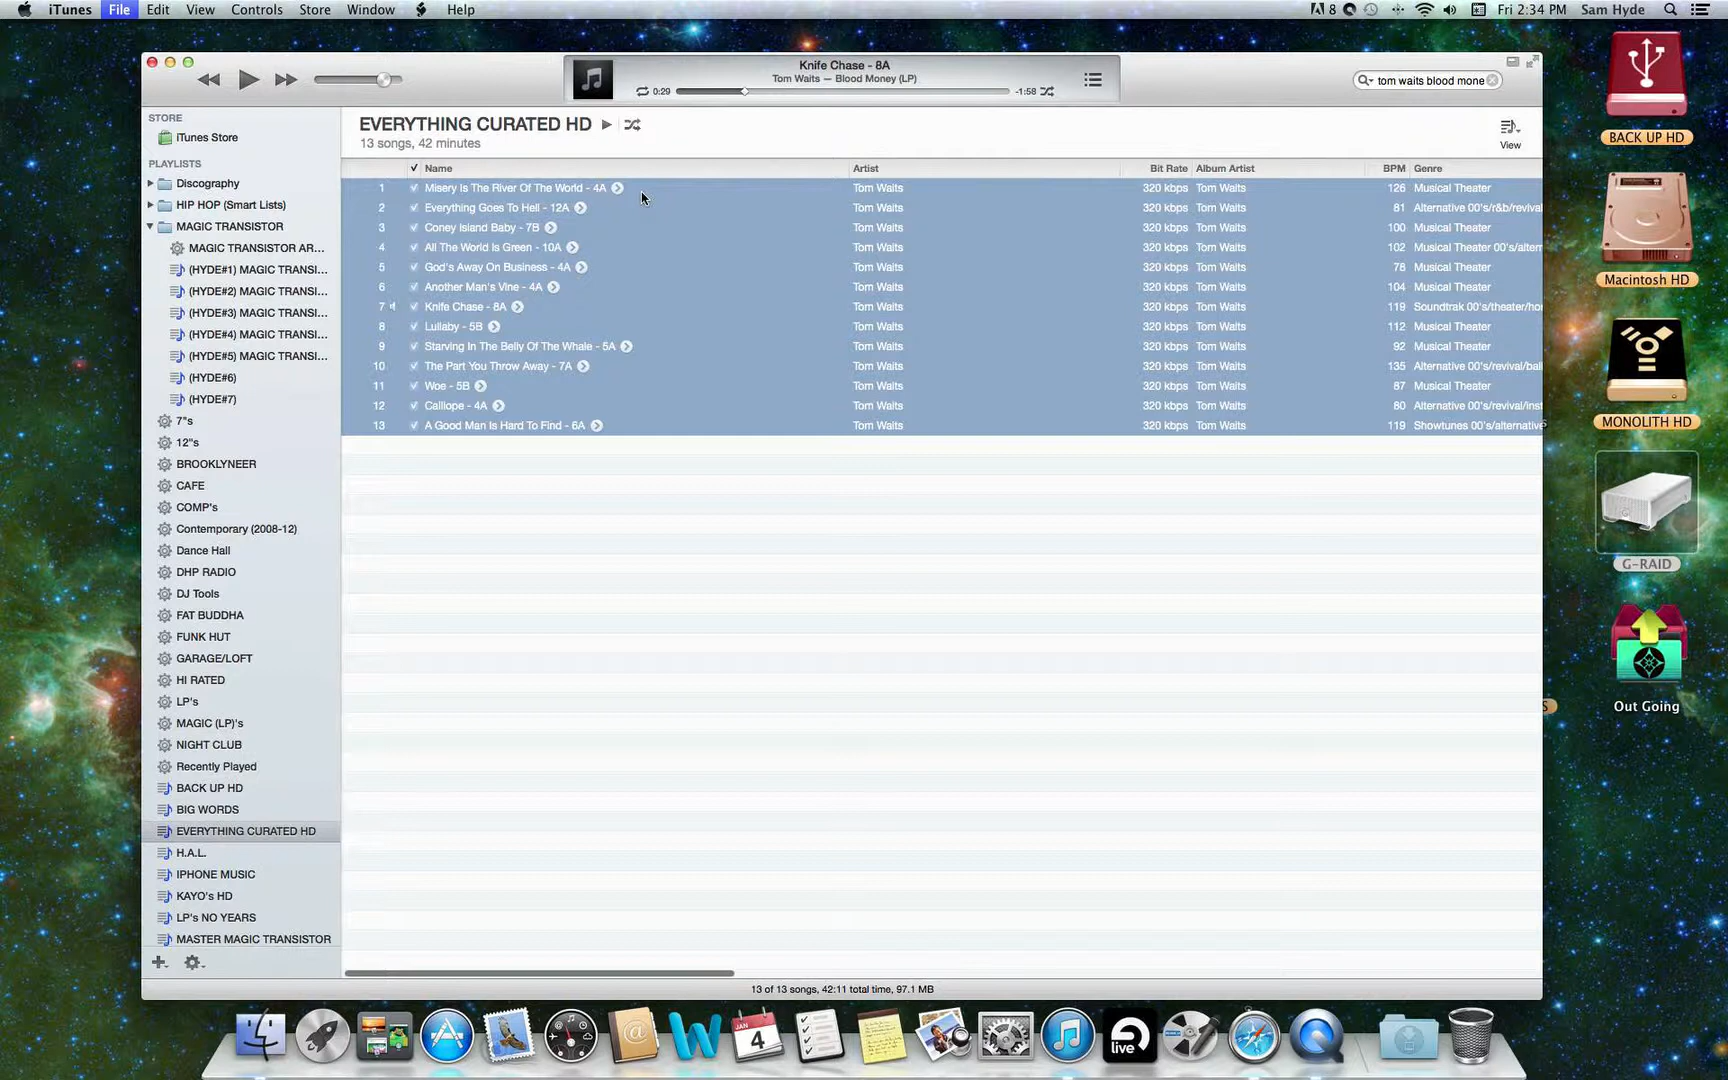 iTunes File Edit View Controls Store Window Help
8 Fri 2:34 PM Sam Hyde
Knife Chase - 8A
Tom Waits — Blood Money (LP)
0:29 -1:58
tom waits blood mone
STORE
iTunes Store
PLAYLISTS
Discography
HIP HOP (Smart Lists)
MAGIC TRANSISTOR
MAGIC TRANSISTOR AR...
(HYDE#1) MAGIC TRANSI...
(HYDE#2) MAGIC TRANSI...
(HYDE#3) MAGIC TRANSI...
(HYDE#4) MAGIC TRANSI...
(HYDE#5) MAGIC TRANSI...
(HYDE#6)
(HYDE#7)
7"s
12"s
BROOKLYNEER
CAFE
COMP's
Contemporary (2008-12)
Dance Hall
DHP RADIO
DJ Tools
FAT BUDDHA
FUNK HUT
GARAGE/LOFT
HI RATED
LP's
MAGIC (LP)'s
NIGHT CLUB
Recently Played
BACK UP HD
BIG WORDS
EVERYTHING CURATED HD
H.A.L.
IPHONE MUSIC
KAYO's HD
LP's NO YEARS
MASTER MAGIC TRANSISTOR
EVERYTHING CURATED HD
13 songs, 42 minutes
View
Name Artist Bit Rate Album Artist BPM Genre
1 Misery Is The River Of The World - 4A Tom Waits 320 kbps Tom Waits 126 Musical Theater
2 Everything Goes To Hell - 12A Tom Waits 320 kbps Tom Waits 81 Alternative 00's/r&b/revival
3 Coney Island Baby - 7B Tom Waits 320 kbps Tom Waits 100 Musical Theater
4 All The World Is Green - 10A Tom Waits 320 kbps Tom Waits 102 Musical Theater 00's/altern
5 God's Away On Business - 4A Tom Waits 320 kbps Tom Waits 78 Musical Theater
6 Another Man's Vine - 4A Tom Waits 320 kbps Tom Waits 104 Musical Theater
7 Knife Chase - 8A Tom Waits 320 kbps Tom Waits 119 Soundtrak 00's/theater/hor
8 Lullaby - 5B Tom Waits 320 kbps Tom Waits 112 Musical Theater
9 Starving In The Belly Of The Whale - 5A Tom Waits 320 kbps Tom Waits 92 Musical Theater
10 The Part You Throw Away - 7A Tom Waits 320 kbps Tom Waits 135 Alternative 00's/revival/ball
11 Woe - 5B Tom Waits 320 kbps Tom Waits 87 Musical Theater
12 Calliope - 4A Tom Waits 320 kbps Tom Waits 80 Alternative 00's/revival/inst
13 A Good Man Is Hard To Find - 6A Tom Waits 320 kbps Tom Waits 119 Showtunes 00's/alternative
13 of 13 songs, 42:11 total time, 97.1 MB
BACK UP HD
Macintosh HD
MONOLITH HD
G-RAID
S
Out Going
JAN
4
live